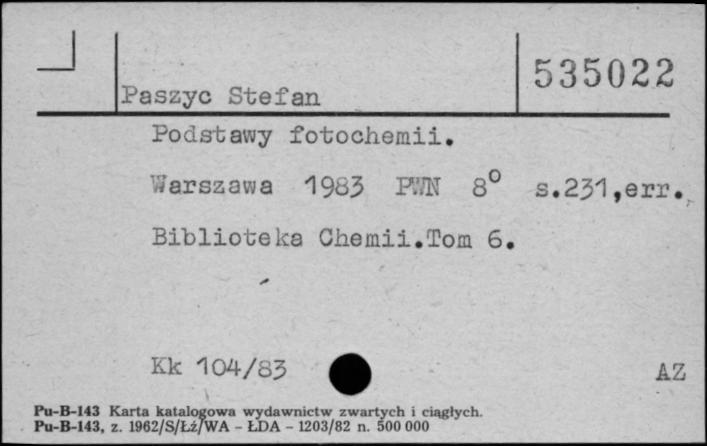 535022
Paszyc Stefan
Podstawy fotochemii.
Warszawa 1983 PWN 8° s.231,err.
Biblioteka Chemii.Tom 6.
Kk 104/83 AZ
Pu-B-143 Karta katalogowa wydawnictw zwartych i ciągłych.
Pu-B-143, z. 1962/S/Łź/WA - ŁDA - 1203/82 n. 500 000